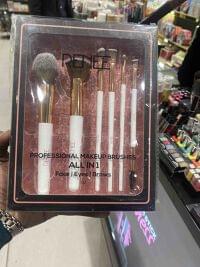 RENEE
PROFESSIONAL MAKEUP BRUSHES
ALL IN 1
Face | Eyes | Brows